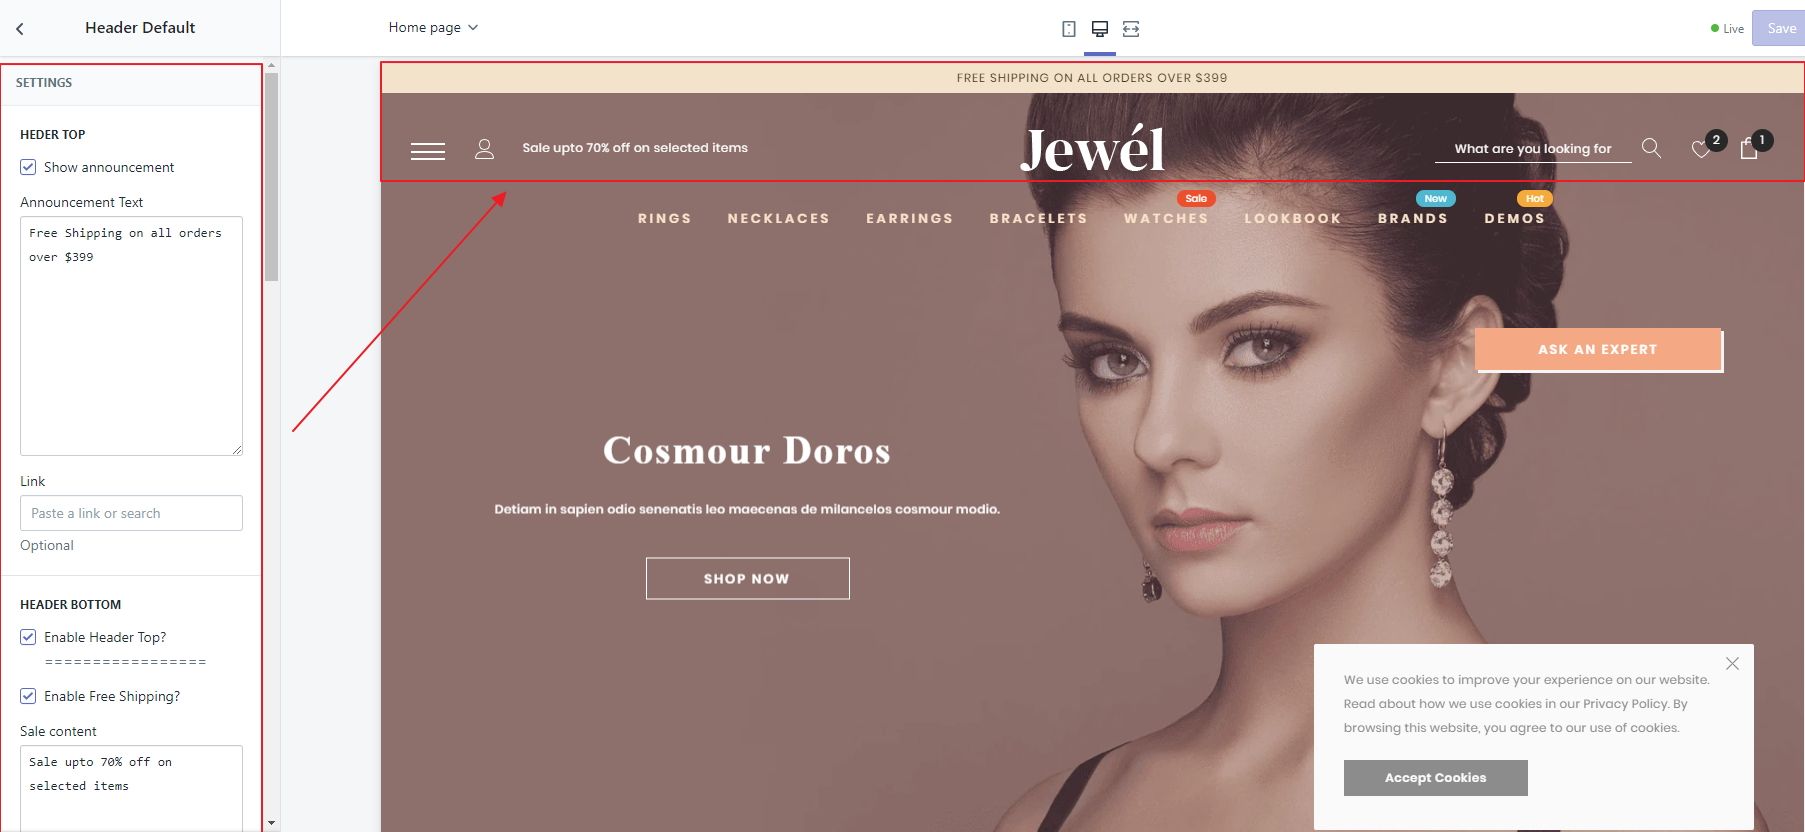 Header Default
Home page
Live
Save
SETTINGS
HEDER TOP
Show announcement
Announcement Text
Free Shipping on all orders
over $399
Link
Paste a link or search
Optional
HEADER BOTTOM
Enable Header Top?
=================
Enable Free Shipping?
Sale content
Sale upto 70% off on
selected items
FREE SHIPPING ON ALL ORDERS OVER $399
Sale upto 70% off on selected items
Jewél
What are you looking for
2
1
Sale
New
Hot
RINGS NECKLACES EARRINGS BRACELETS WATCHES LOOKBOOK BRANDS DEMOS
ASK AN EXPERT
Cosmour Doros
Detiam in sapien odio senenatis leo maecenas de milancelos cosmour modio.
SHOP NOW
We use cookies to improve your experience on our website.
Read about how we use cookies in our Privacy Policy. By
browsing this website, you agree to our use of cookies.
Accept Cookies